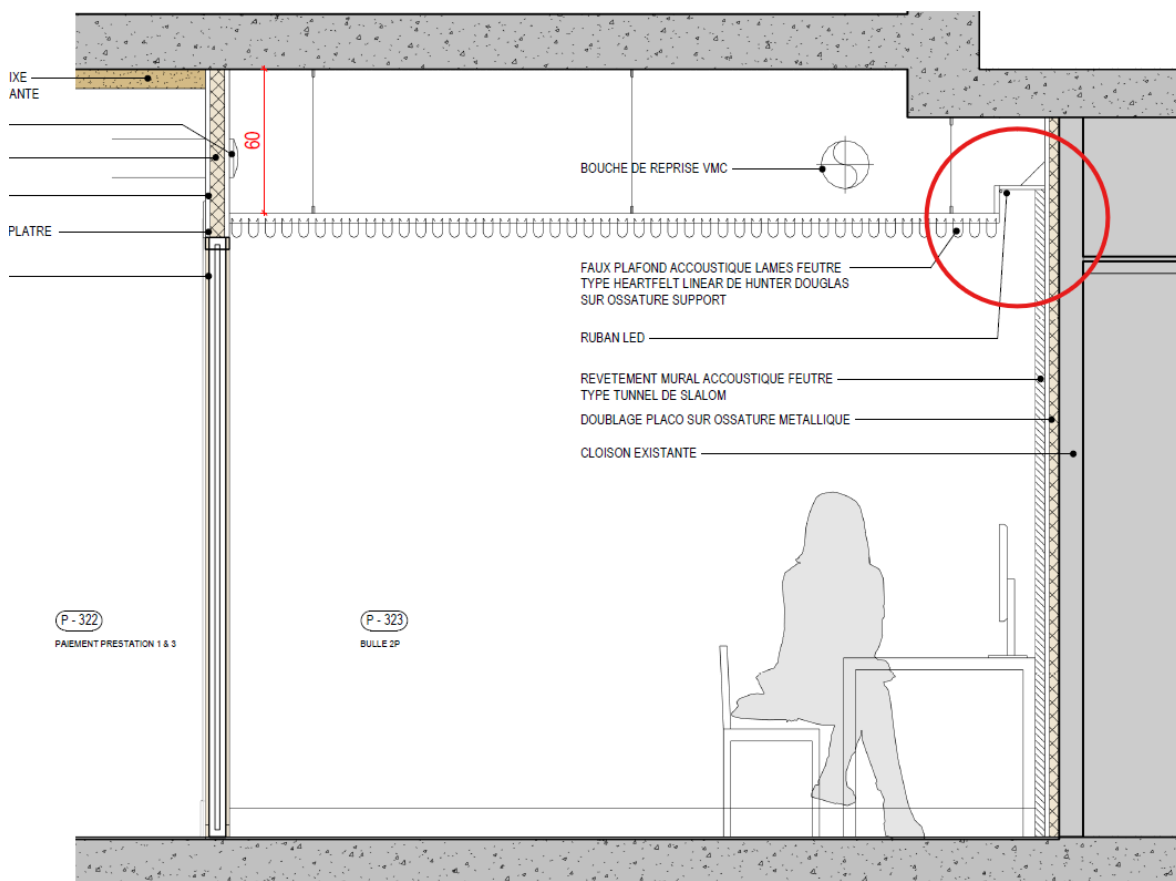 IXE
ANTE
60
BOUCHE DE REPRISE VMC
PLATRE
FAUX PLAFOND ACCOUSTIQUE LAMES FEUTRE
TYPE HEARTFELT LINEAR DE HUNTER DOUGLAS
SUR OSSATURE SUPPORT
RUBAN LED
REVETEMENT MURAL ACCOUSTIQUE FEUTRE
TYPE TUNNEL DE SLALOM
DOUBLAGE PLACO SUR OSSATURE METALLIQUE
CLOISON EXISTANTE
P - 322
PAIEMENT PRESTATION 1 & 3
P - 323
BULLE 2P